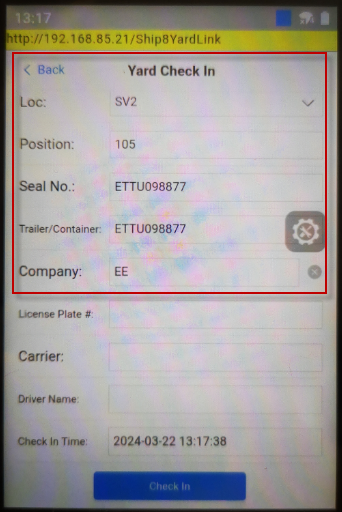 13:17
http://192.168.85.21/Ship8YardLink
Back Yard Check In
Loc: SV2
Position: 105
Seal No.: ETTU098877
Trailer/Container: ETTU098877
Company: EE
License Plate #:
Carrier:
Driver Name:
Check In Time: 2024-03-22 13:17:38
Check In